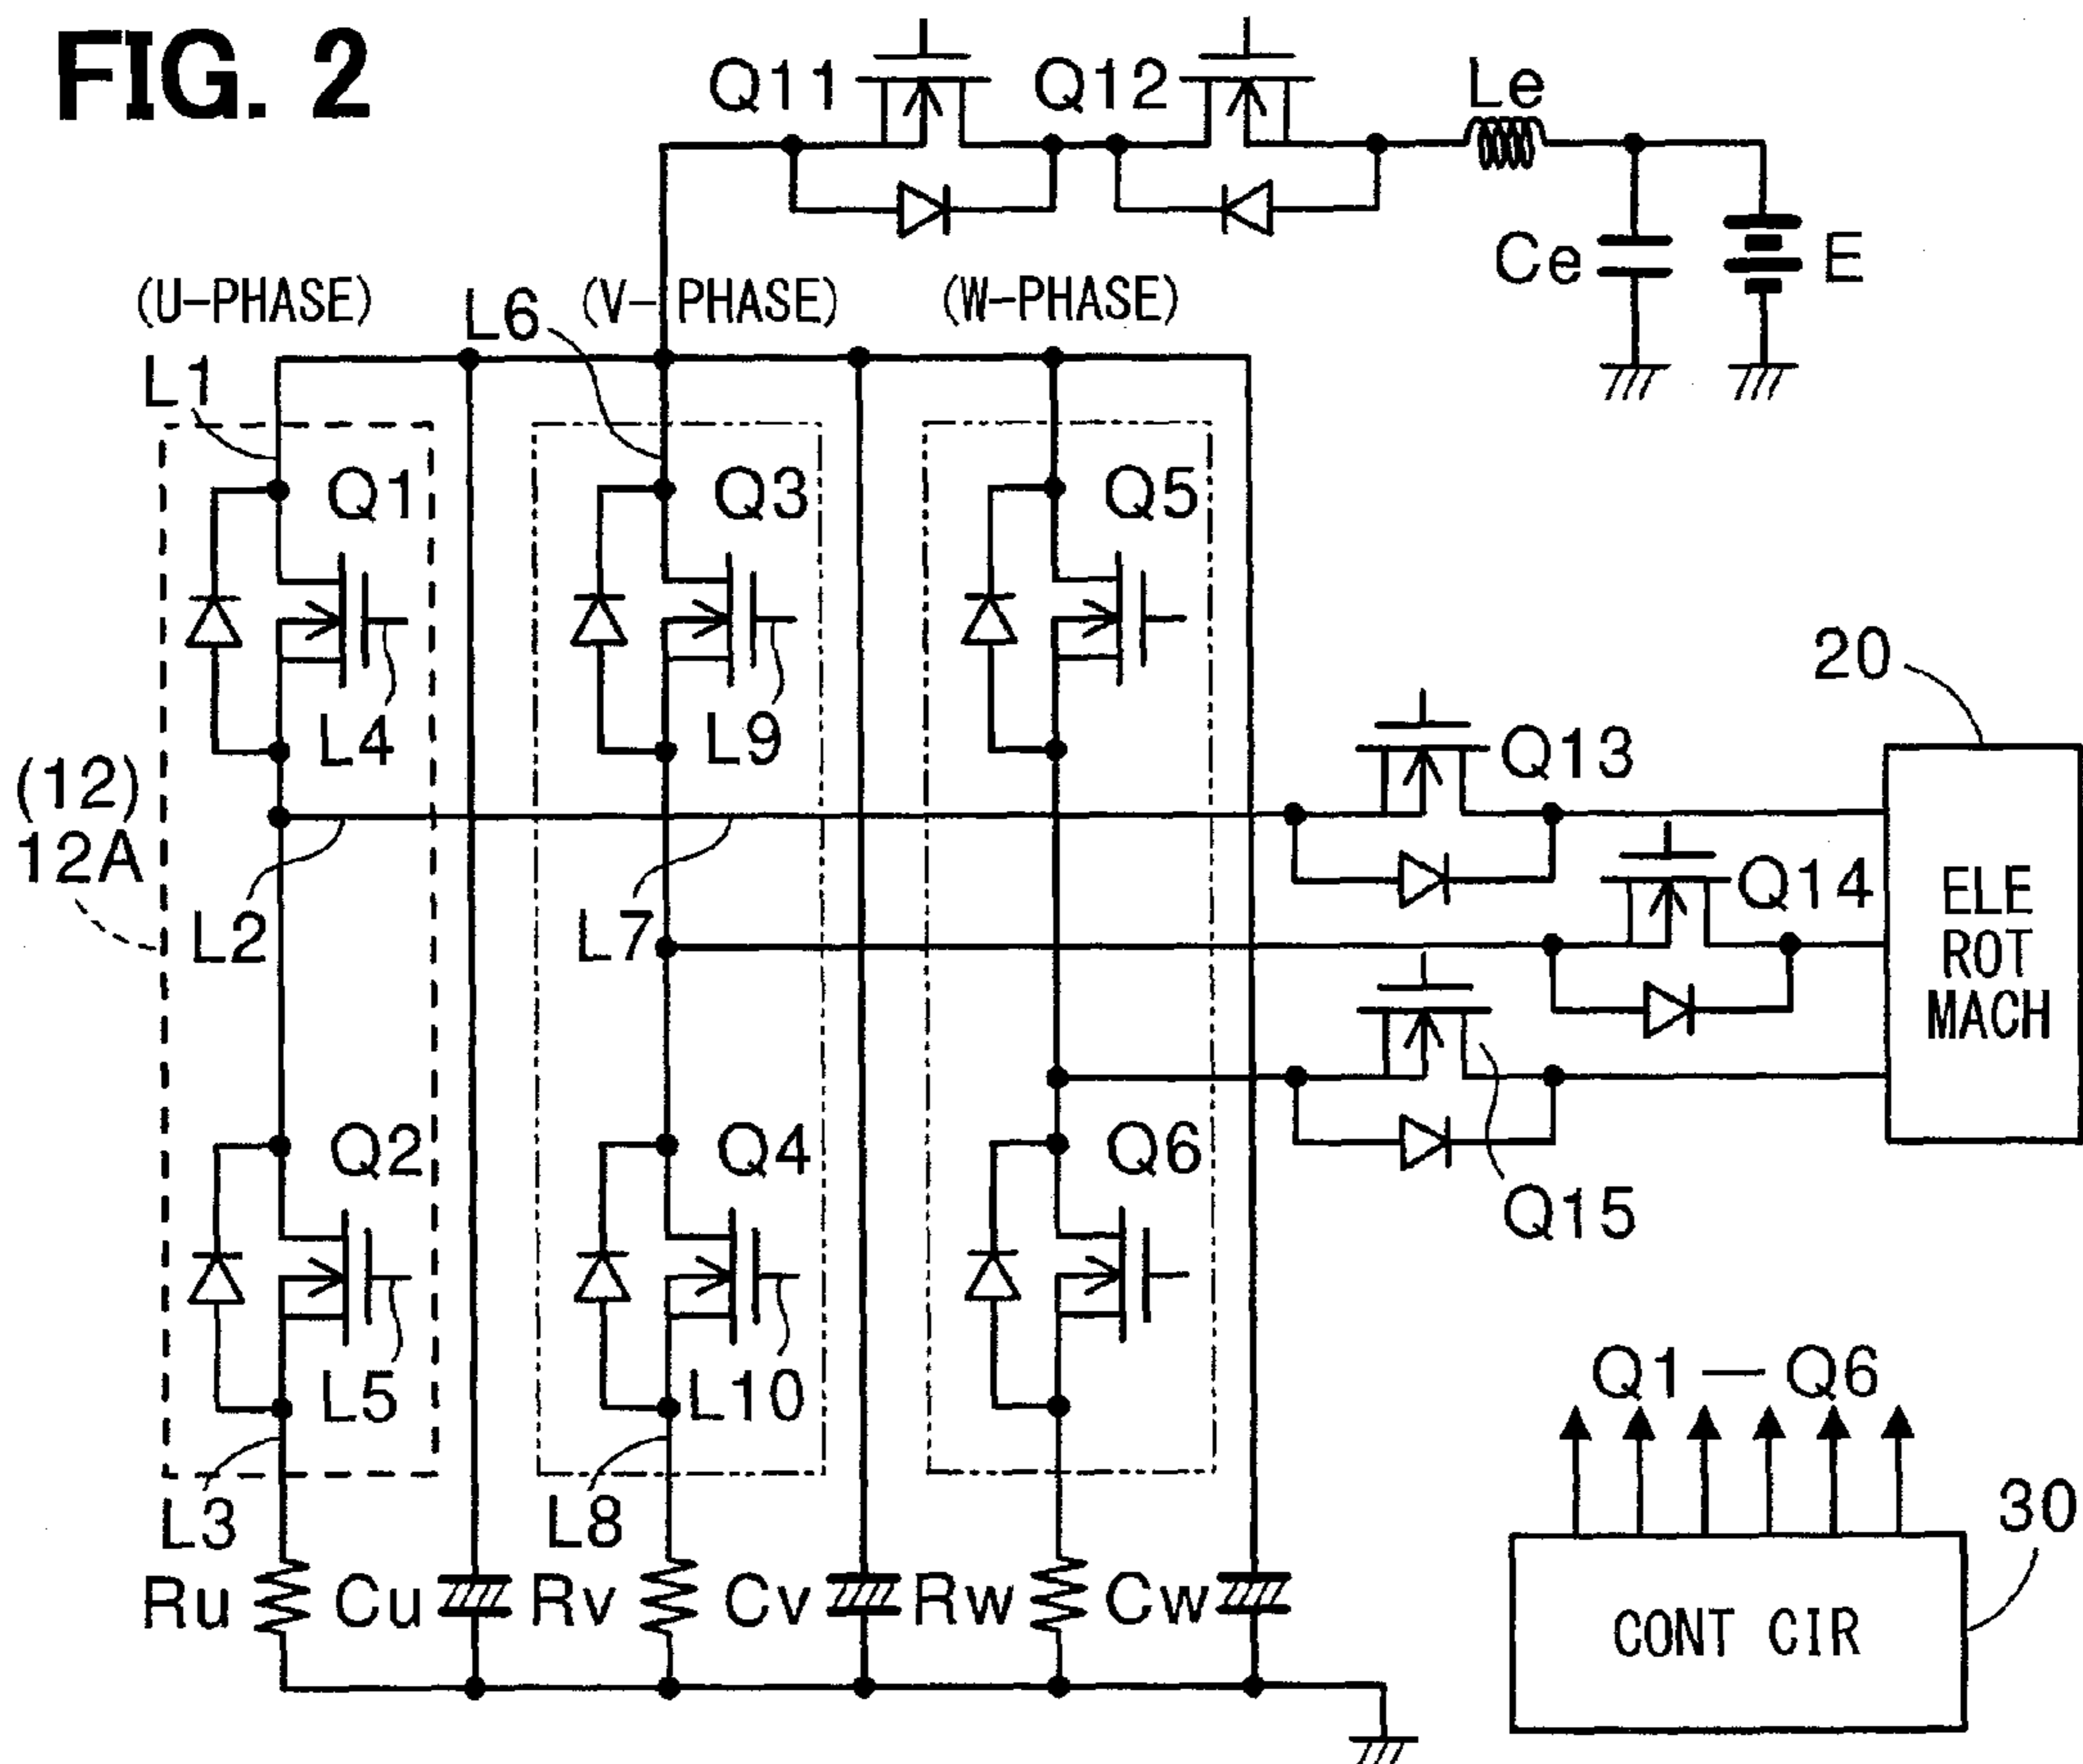 FIG. 2
Q11
Q12
Le
Ce
E
(U-PHASE)
L6
(V-PHASE)
(W-PHASE)
L1
Q1
Q3
Q5
L4
L9
20
Q13
(12)
12A
L2
L7
Q14
ELE
ROT
MACH
Q2
Q4
Q6
Q15
L5
L10
Q1-Q6
L3
L8
30
Ru
Cu
Rv
Cv
Rw
Cw
CONT CIR